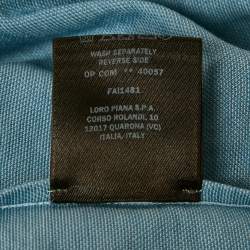 WASH SEPARATELY
REVERSE SIDE
OP COM ** 40057
FAI1481
LORO PIANA S.P.A.
CORSO ROLANDI, 10
13017 QUARONA (VC)
ITALIA/ITALY